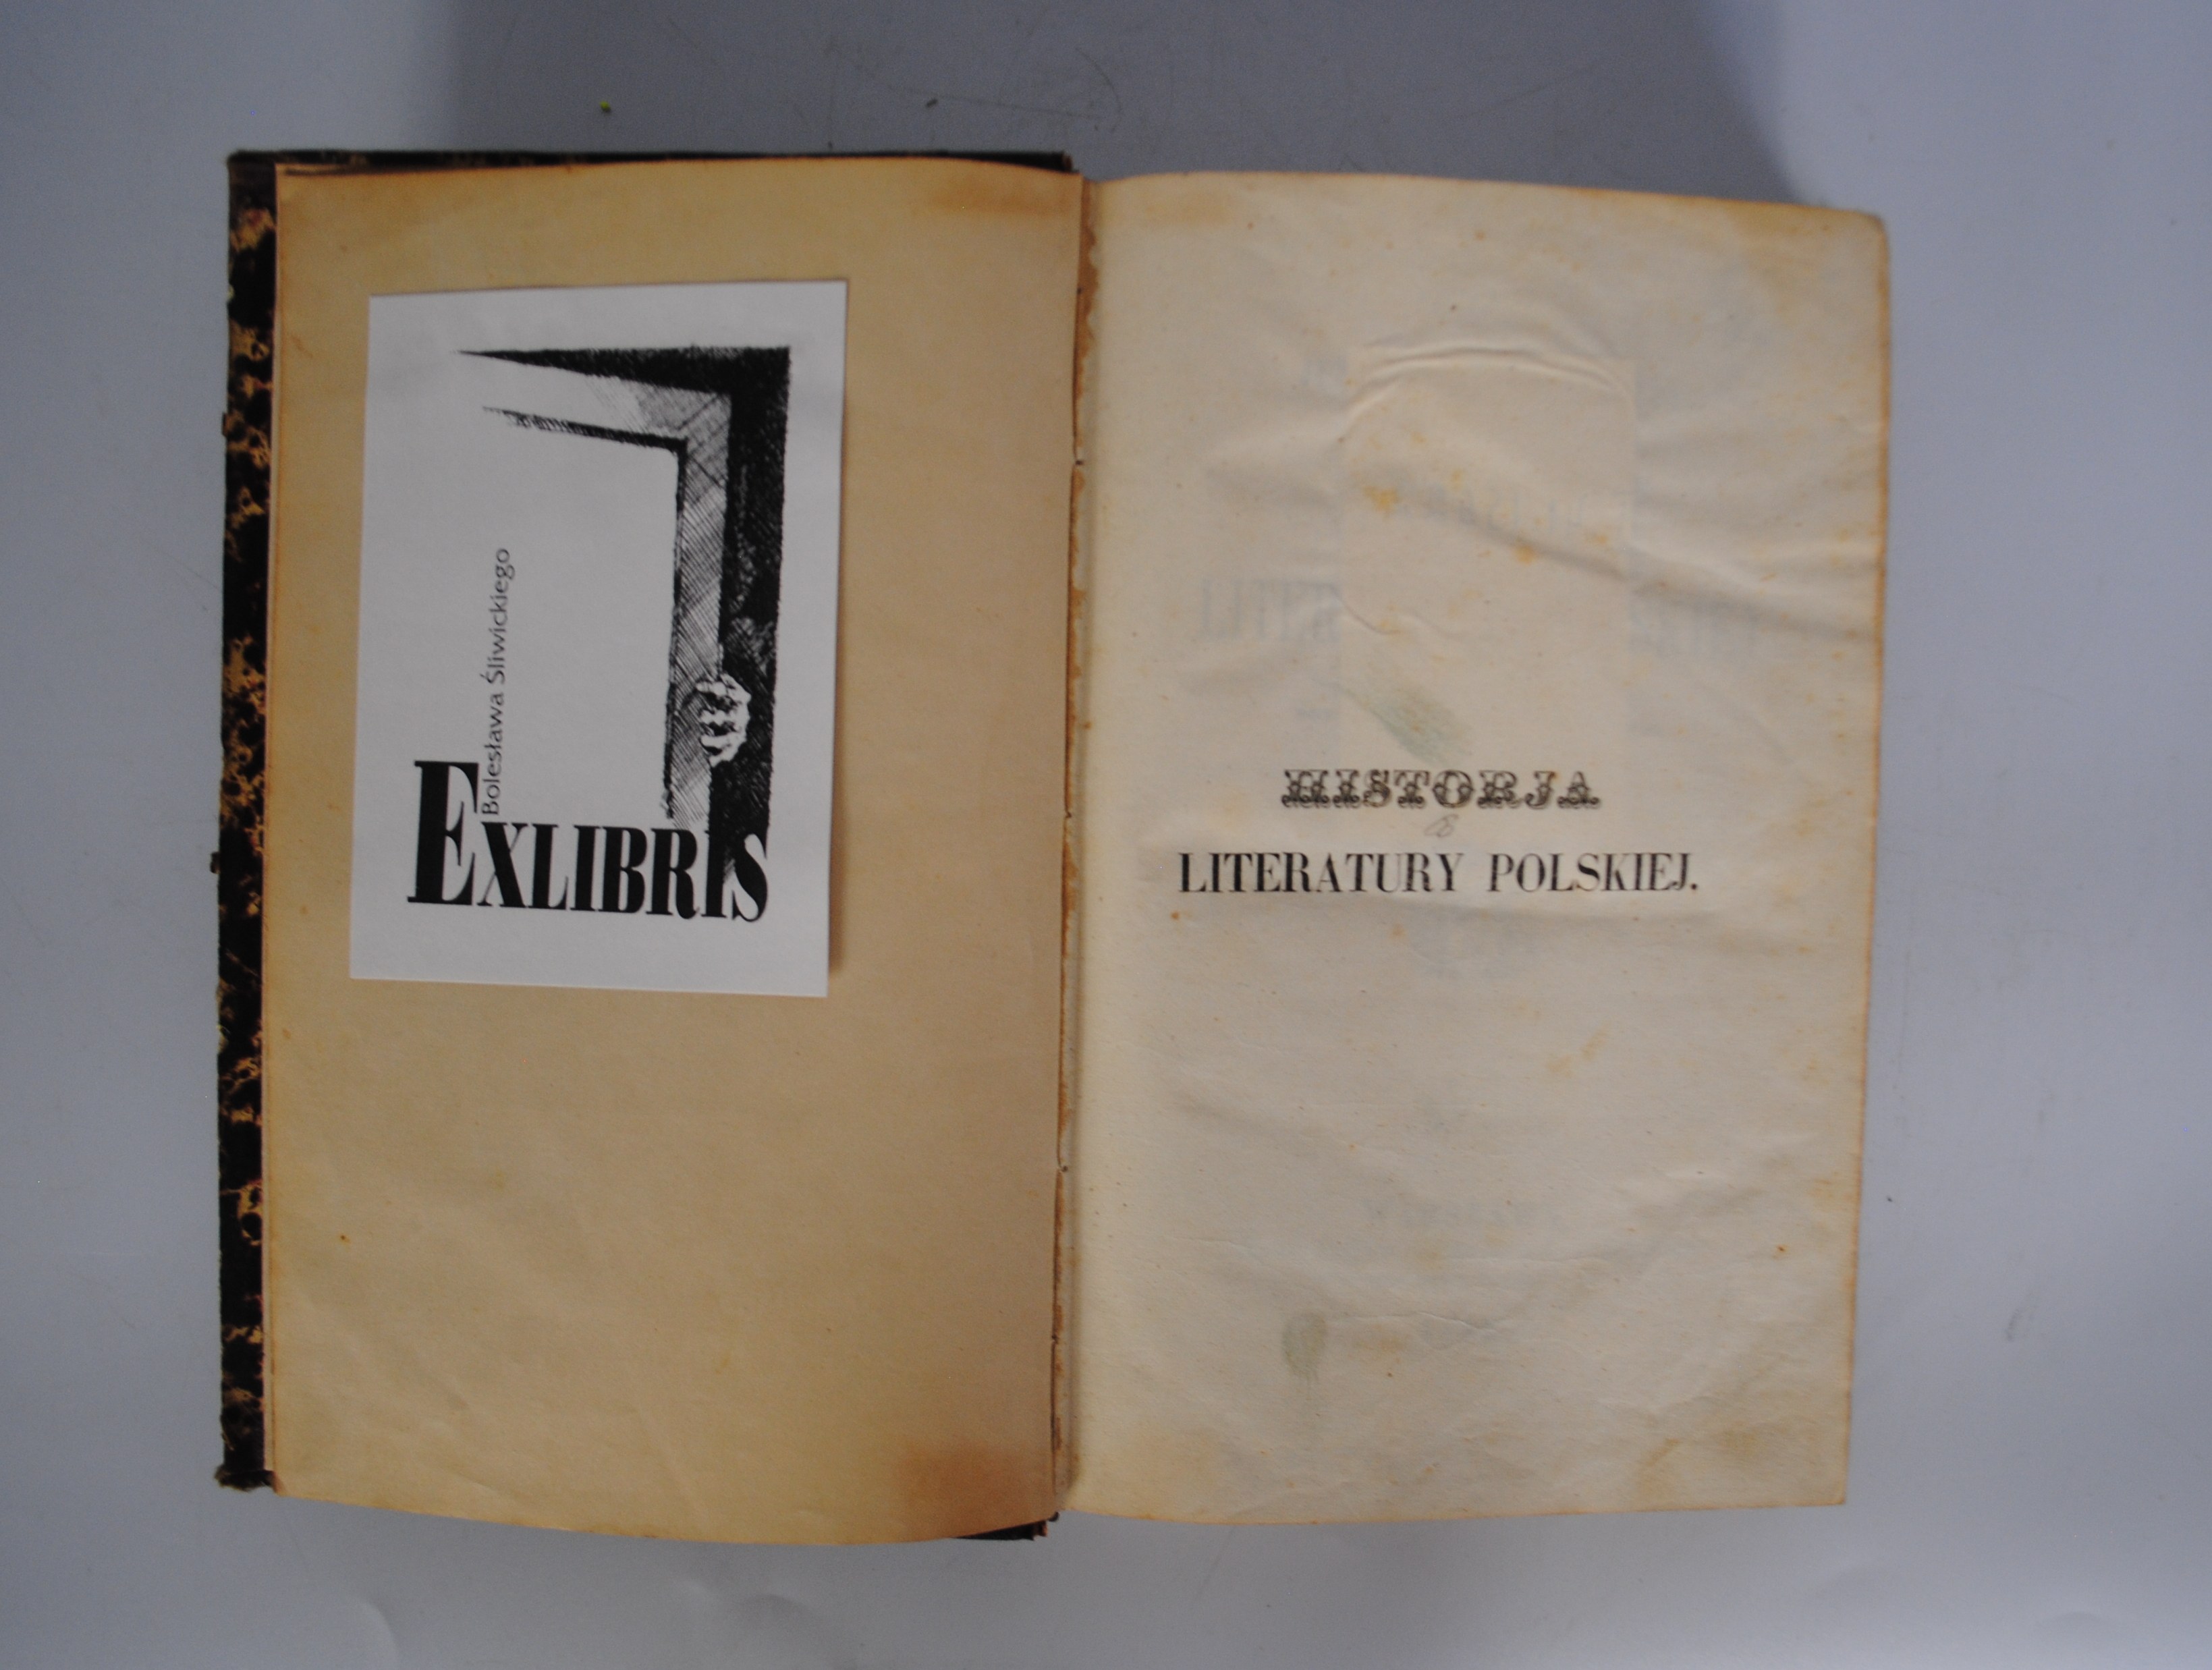 Bolesława Śliwickiego
EXLIBRIS
HISTORJA
LITERATURY POLSKIEJ.